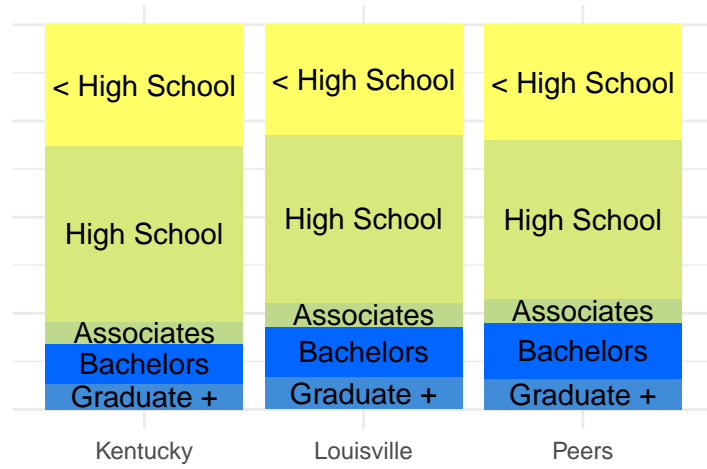 < High School
< High School
< High School
High School
High School
High School
Associates
Associates
Associates
Bachelors
Bachelors
Bachelors
Graduate +
Graduate +
Graduate +
Kentucky
Louisville
Peers